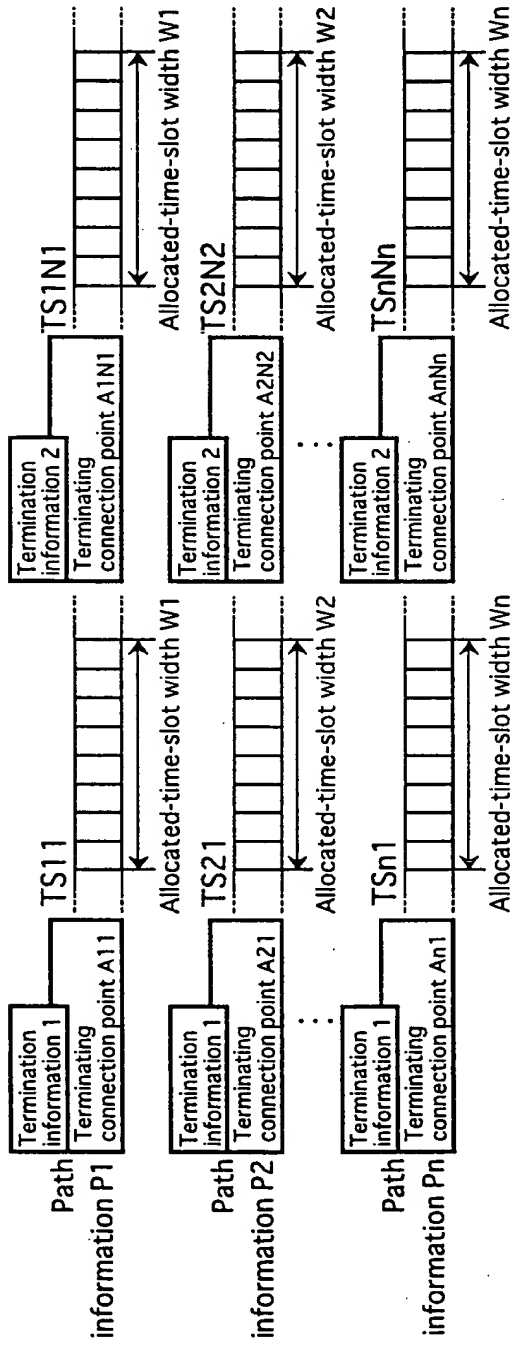 Path
information P1
Termination
information 1
Terminating
connection point A11
TS11
Allocated-time-slot width W1
Termination
information 2
Terminating
connection point A1N1
TS1N1
Allocated-time-slot width W1
Path
information P2
Termination
information 1
Terminating
connection point A21
TS21
Allocated-time-slot width W2
Termination
information 2
Terminating
connection point A2N2
TS2N2
Allocated-time-slot width W2
Path
information Pn
Termination
information 1
Terminating
connection point An1
TSn1
Allocated-time-slot width Wn
Termination
information 2
Terminating
connection point AnNn
TSnNn
Allocated-time-slot width Wn